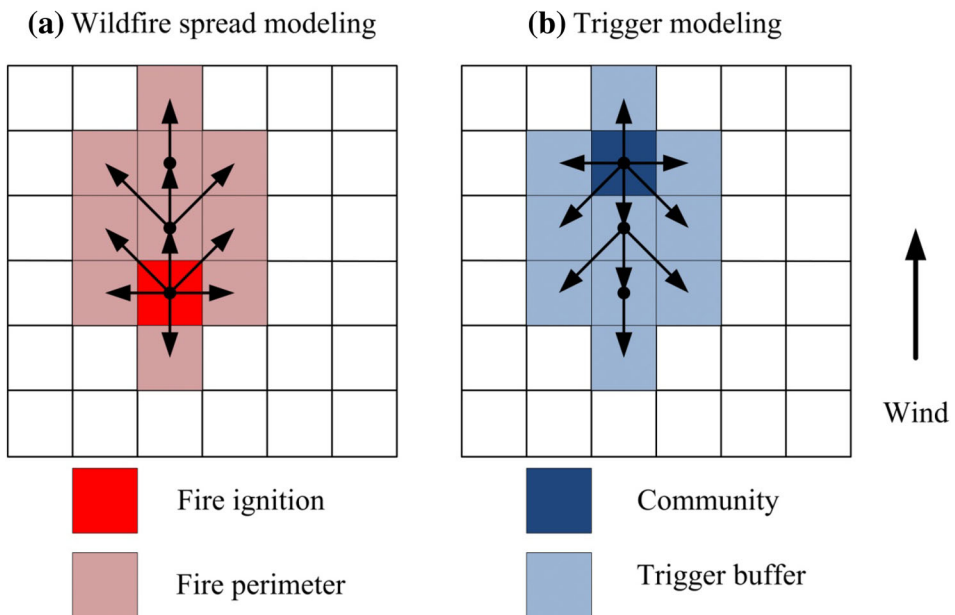 (a) Wildfire spread modeling
(b) Trigger modeling
Wind
Fire ignition
Community
Fire perimeter
Trigger buffer